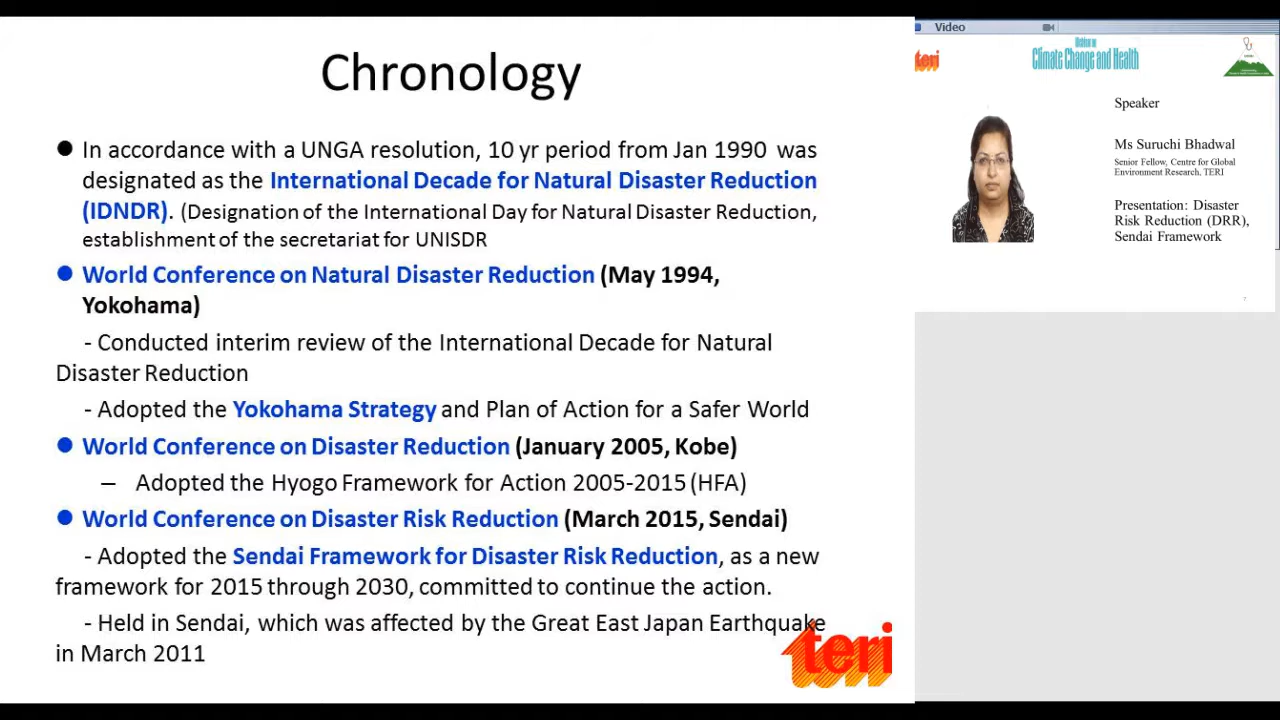 Chronology
In accordance with a UNGA resolution, 10 yr period from Jan 1990 was
designated as the International Decade for Natural Disaster Reduction
(IDNDR). (Designation of the International Day for Natural Disaster Reduction,
establishment of the secretariat for UNISDR
World Conference on Natural Disaster Reduction (May 1994,
Yokohama)
- Conducted interim review of the International Decade for Natural
Disaster Reduction
- Adopted the Yokohama Strategy and Plan of Action for a Safer World
World Conference on Disaster Reduction (January 2005, Kobe)
– Adopted the Hyogo Framework for Action 2005-2015 (HFA)
World Conference on Disaster Risk Reduction (March 2015, Sendai)
- Adopted the Sendai Framework for Disaster Risk Reduction, as a new
framework for 2015 through 2030, committed to continue the action.
- Held in Sendai, which was affected by the Great East Japan Earthquake
in March 2011
teri
Video
teri
Climate Change and Health
Speaker
Ms Suruchi Bhadwal
Senior Fellow, Centre for Global
Environment Research, TERI
Presentation: Disaster
Risk Reduction (DRR),
Sendai Framework
7